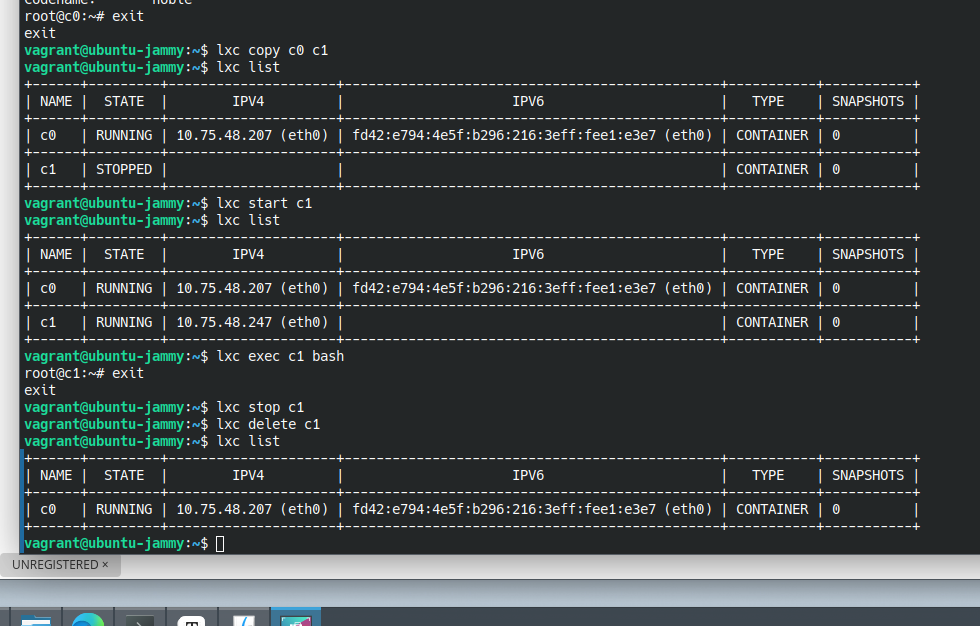 codename: noble
root@c0:~# exit
exit
vagrant@ubuntu-jammy:~$ lxc copy c0 c1
vagrant@ubuntu-jammy:~$ lxc list
+------+---------+----------------------+-----------------------------------------------+-----------+-----------+
| NAME | STATE | IPV4 | IPV6 | TYPE | SNAPSHOTS |
+------+---------+----------------------+-----------------------------------------------+-----------+-----------+
| c0 | RUNNING | 10.75.48.207 (eth0) | fd42:e794:4e5f:b296:216:3eff:fee1:e3e7 (eth0) | CONTAINER | 0 |
+------+---------+----------------------+-----------------------------------------------+-----------+-----------+
| c1 | STOPPED | | | CONTAINER | 0 |
+------+---------+----------------------+-----------------------------------------------+-----------+-----------+
vagrant@ubuntu-jammy:~$ lxc start c1
vagrant@ubuntu-jammy:~$ lxc list
+------+---------+----------------------+-----------------------------------------------+-----------+-----------+
| NAME | STATE | IPV4 | IPV6 | TYPE | SNAPSHOTS |
+------+---------+----------------------+-----------------------------------------------+-----------+-----------+
| c0 | RUNNING | 10.75.48.207 (eth0) | fd42:e794:4e5f:b296:216:3eff:fee1:e3e7 (eth0) | CONTAINER | 0 |
+------+---------+----------------------+-----------------------------------------------+-----------+-----------+
| c1 | RUNNING | 10.75.48.247 (eth0) | | CONTAINER | 0 |
+------+---------+----------------------+-----------------------------------------------+-----------+-----------+
vagrant@ubuntu-jammy:~$ lxc exec c1 bash
root@c1:~# exit
exit
vagrant@ubuntu-jammy:~$ lxc stop c1
vagrant@ubuntu-jammy:~$ lxc delete c1
vagrant@ubuntu-jammy:~$ lxc list
+------+---------+----------------------+-----------------------------------------------+-----------+-----------+
| NAME | STATE | IPV4 | IPV6 | TYPE | SNAPSHOTS |
+------+---------+----------------------+-----------------------------------------------+-----------+-----------+
| c0 | RUNNING | 10.75.48.207 (eth0) | fd42:e794:4e5f:b296:216:3eff:fee1:e3e7 (eth0) | CONTAINER | 0 |
+------+---------+----------------------+-----------------------------------------------+-----------+-----------+
vagrant@ubuntu-jammy:~$
UNREGISTERED ×